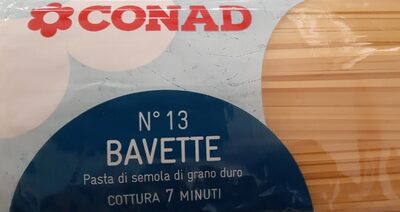 CONAD
N° 13
BAVETTE
Pasta di semola di grano duro
COTTURA 7 MINUTI